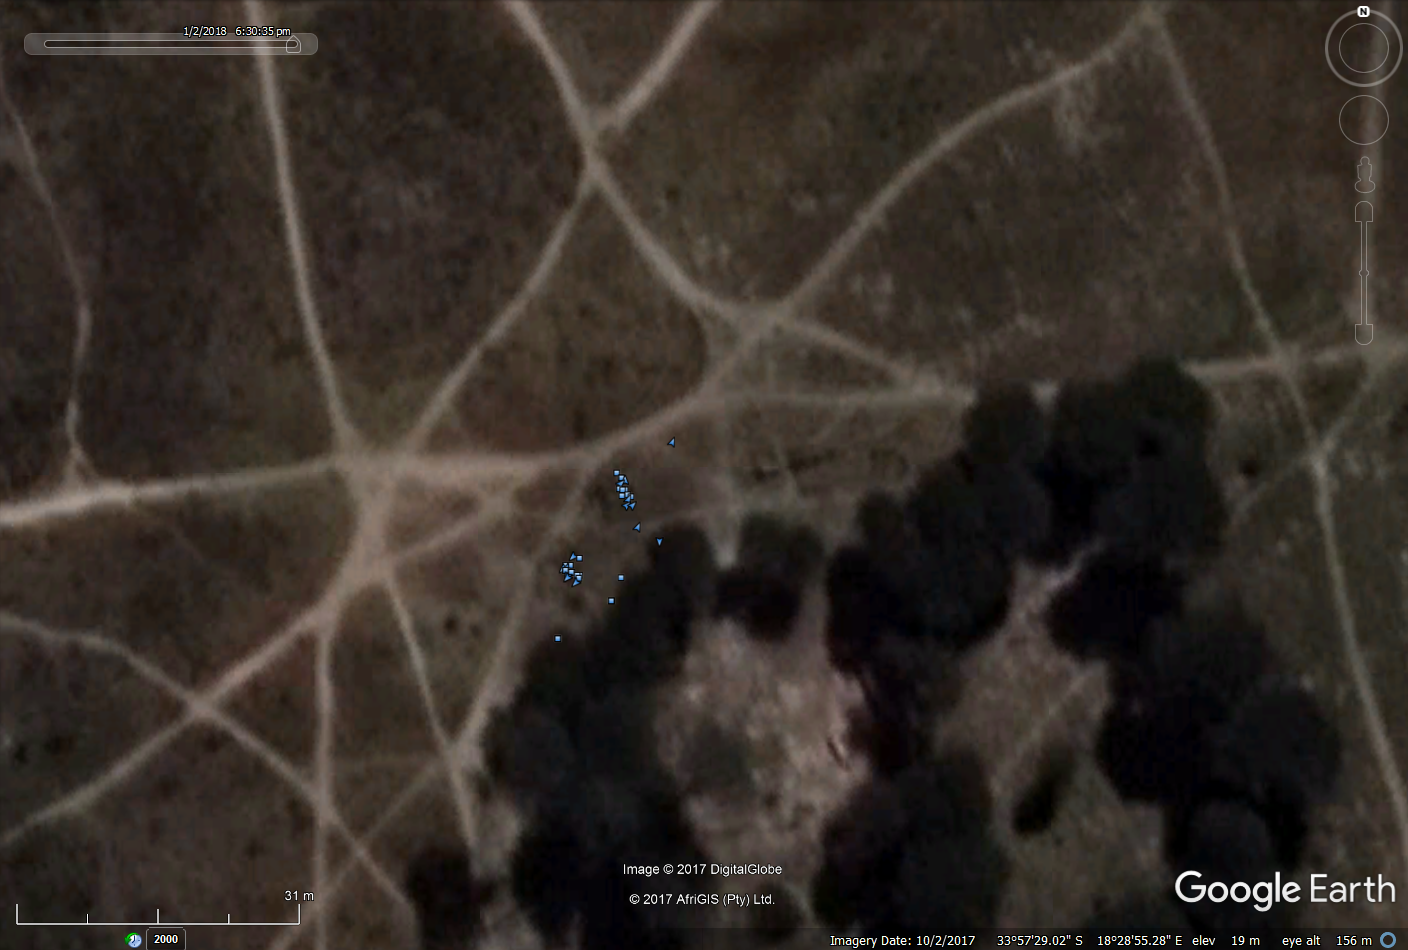 1/2/2018 6:30:35 pm
N
Image © 2017 DigitalGlobe
© 2017 AfriGIS (Pty) Ltd.
Google Earth
31 m
2000
Imagery Date: 10/2/2017 33°57'29.02" S 18°28'55.28" E elev 19 m eye alt 156 m